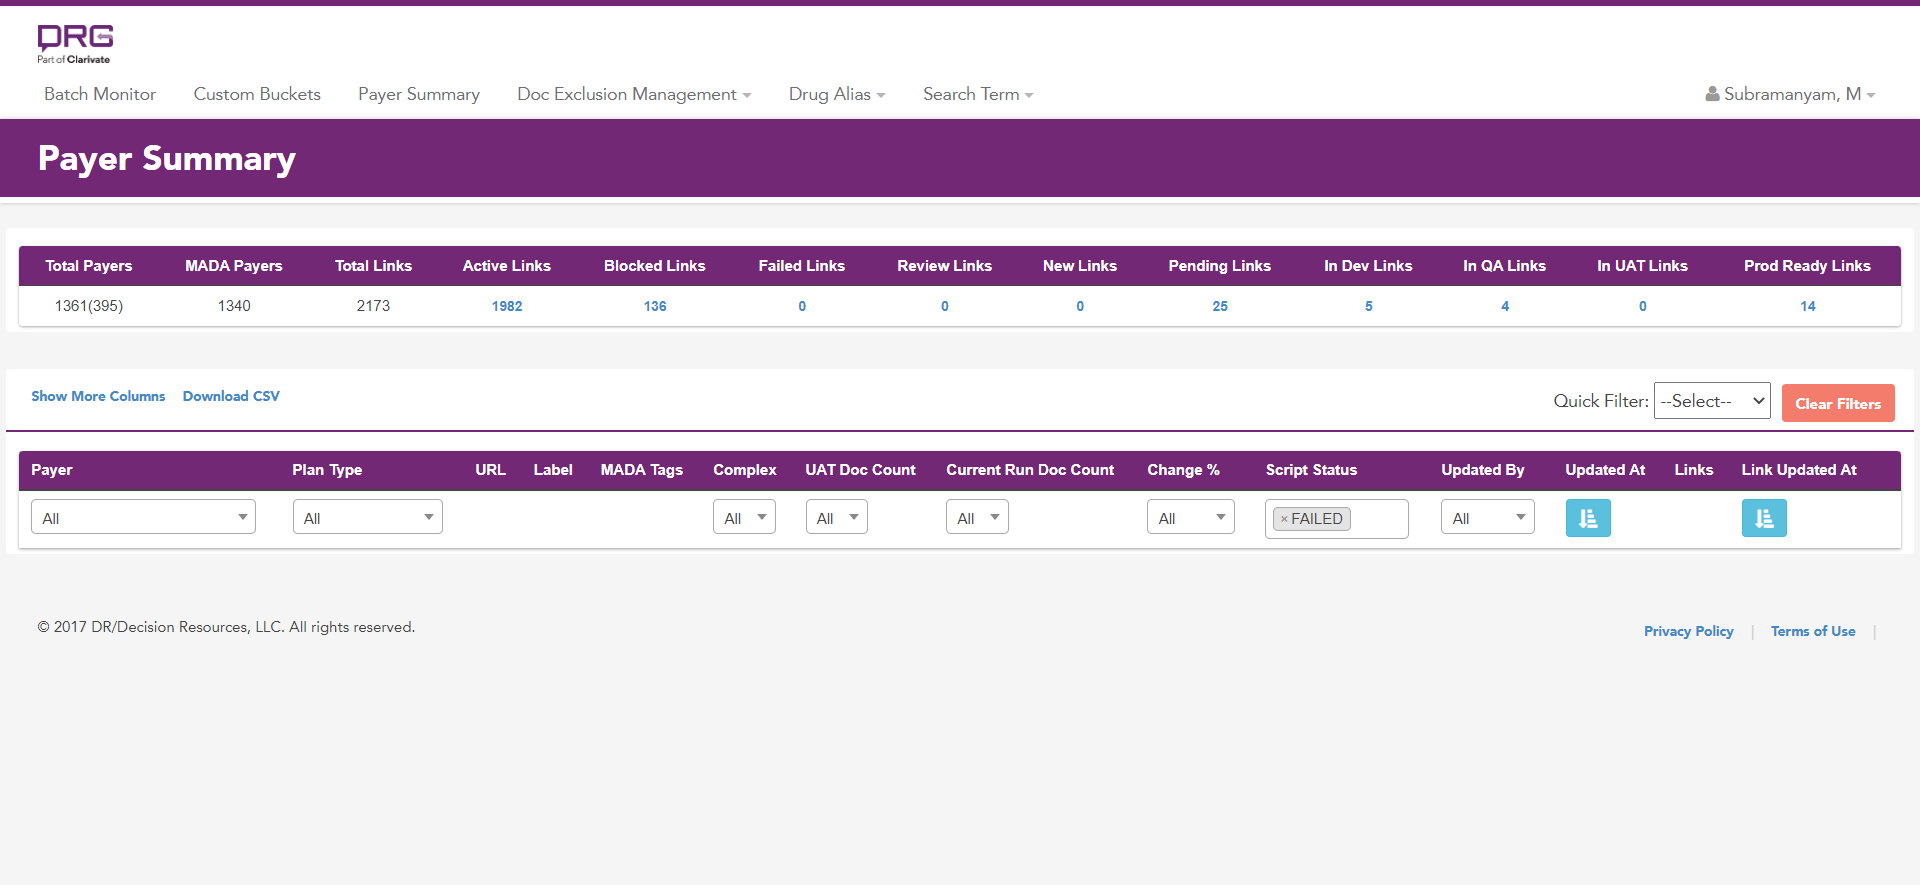 DRG
Part of Clarivate
Batch Monitor Custom Buckets Payer Summary Doc Exclusion Management Drug Alias Search Term Subramanyam, M
Payer Summary
Total Payers MADA Payers Total Links Active Links Blocked Links Failed Links Review Links New Links Pending Links In Dev Links In QA Links In UAT Links Prod Ready Links
1361(395) 1340 2173 1982 136 0 0 0 25 5 4 0 14
Show More Columns Download CSV Quick Filter: --Select-- Clear Filters
Payer Plan Type URL Label MADA Tags Complex UAT Doc Count Current Run Doc Count Change % Script Status Updated By Updated At Links Link Updated At
All All All All All All ×FAILED All
© 2017 DR/Decision Resources, LLC. All rights reserved.
Privacy Policy | Terms of Use |